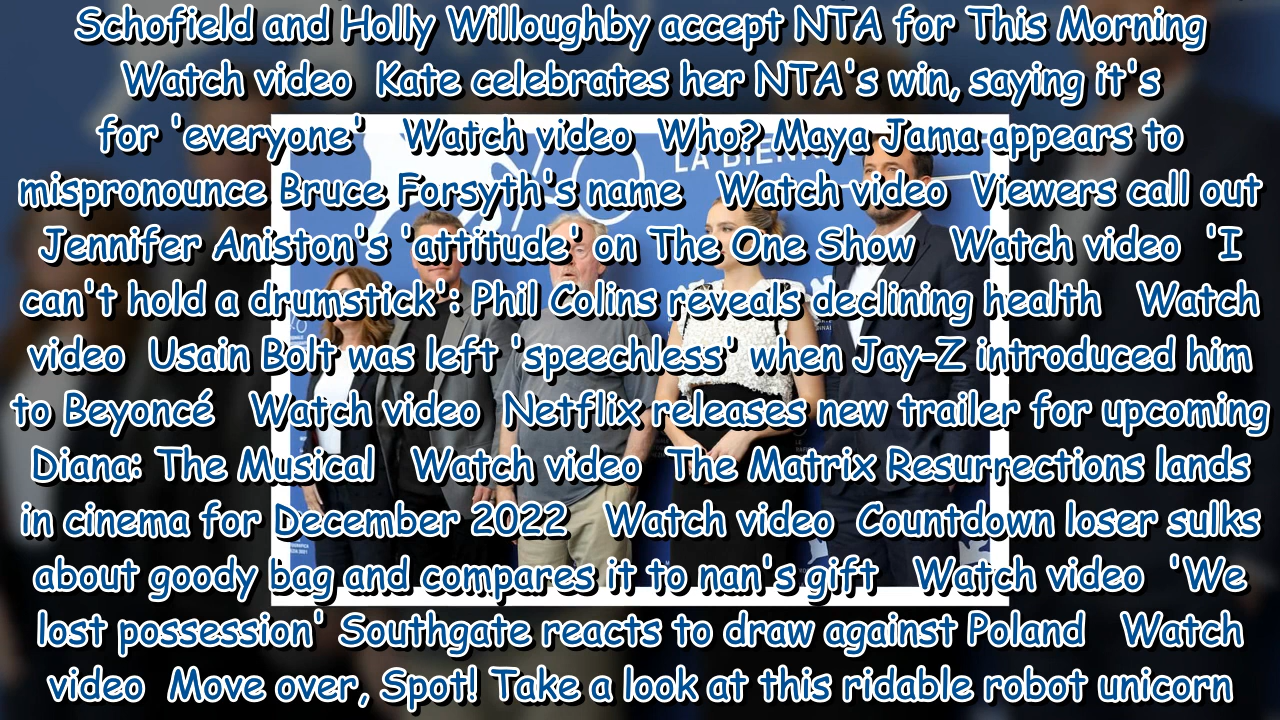 Schofield and Holly Willoughby accept NTA for This Morning
Watch video Kate celebrates her NTA's win, saying it's
for 'everyone' Watch video Who? Maya Jama appears to
mispronounce Bruce Forsyth's name Watch video Viewers call out
Jennifer Aniston's 'attitude' on The One Show Watch video 'I
can't hold a drumstick': Phil Colins reveals declining health Watch
video Usain Bolt was left 'speechless' when Jay-Z introduced him
to Beyoncé Watch video Netflix releases new trailer for upcoming
Diana: The Musical Watch video The Matrix Resurrections lands
in cinema for December 2022 Watch video Countdown loser sulks
about goody bag and compares it to nan's gift Watch video 'We
lost possession' Southgate reacts to draw against Poland Watch
video Move over, Spot! Take a look at this ridable robot unicorn